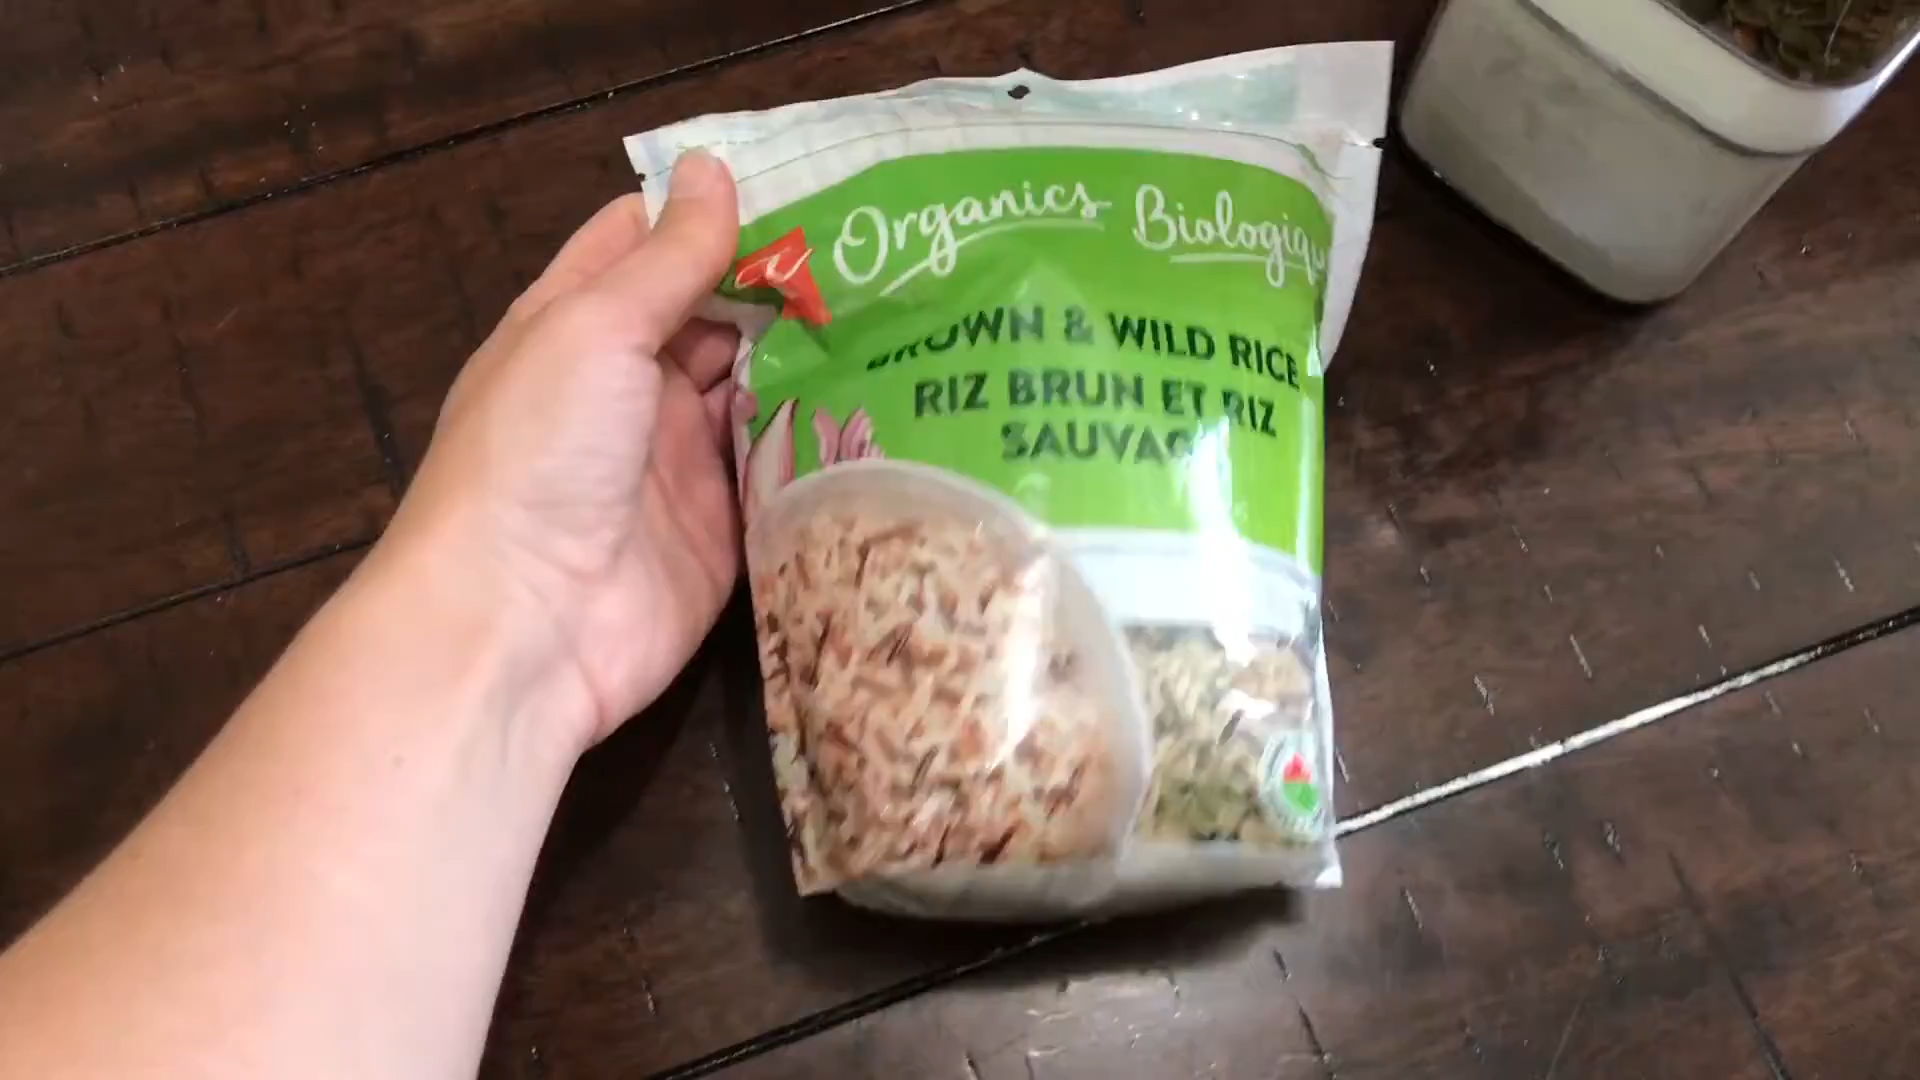 Organics Biologiqu
BROWN & WILD RICE
RIZ BRUN ET RIZ
SAUVAG